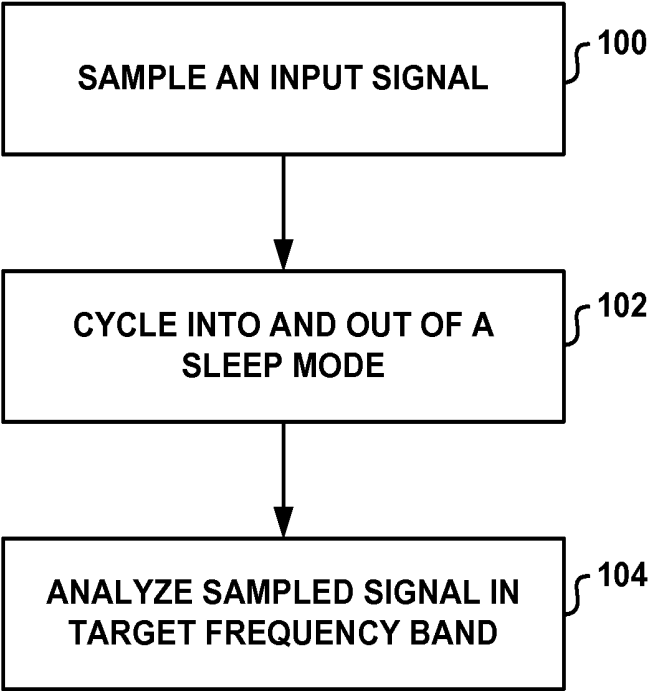 SAMPLE AN INPUT SIGNAL
100
CYCLE INTO AND OUT OF A
SLEEP MODE
102
ANALYZE SAMPLED SIGNAL IN
TARGET FREQUENCY BAND
104